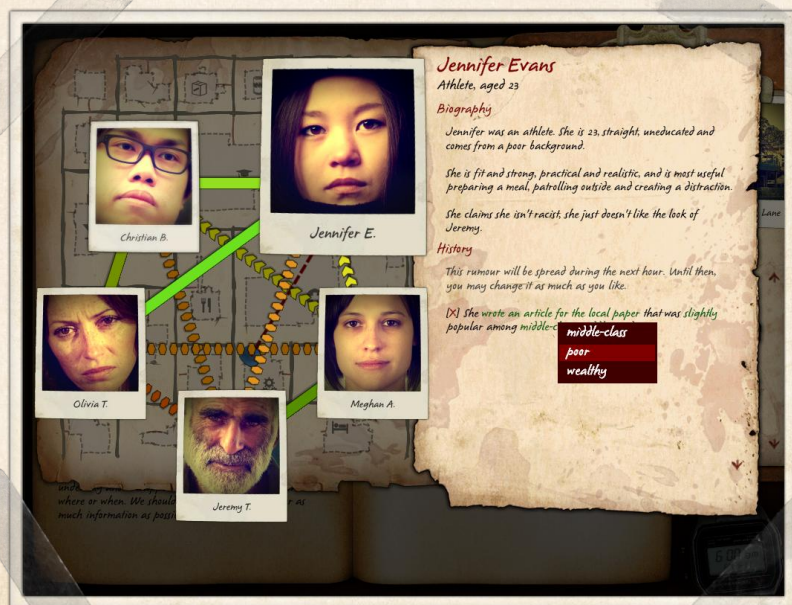 Jennifer Evans
Athlete, aged 23
Biography
Jennifer was an athlete. She is 23, straight, uneducated and
comes from a poor background.
She is fit and strong, practical and realistic, and is most useful
preparing a meal, patrolling outside and creating a distraction.
She claims she isn't racist, she just doesn't like the look of
Jeremy.
History
This rumour will be spread during the next hour. Until then,
you may change it as much as you like.
[X] She wrote an article for the local paper that was slightly
popular among middle-c
middle-class
poor
wealthy
Christian B.
Jennifer E.
Olivia T.
Meghan A.
Jeremy T.
Lane
where or when. We should
as
much information as possi